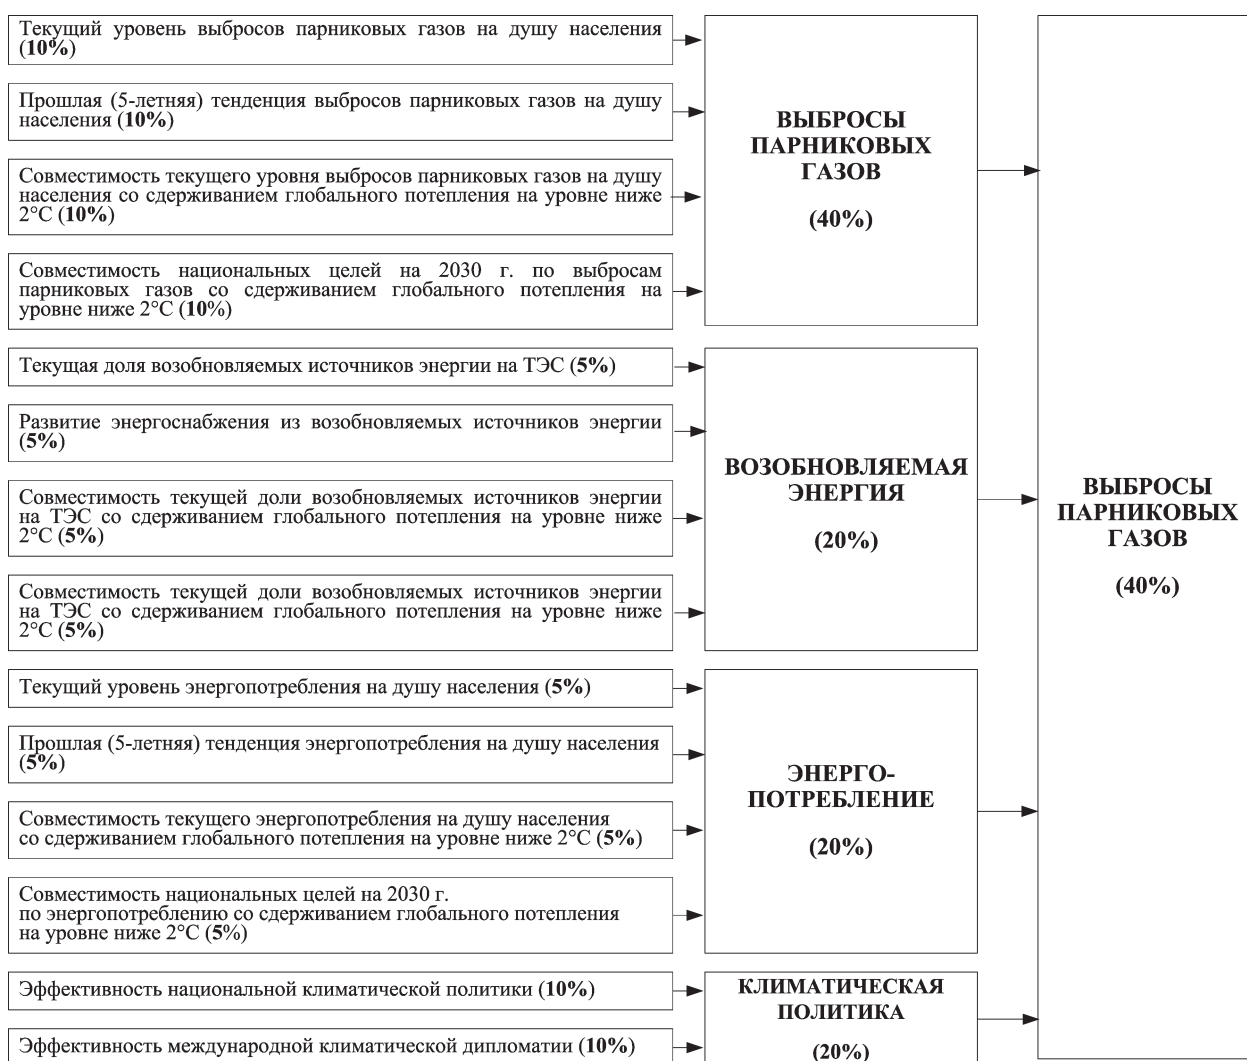 Текущий уровень выбросов парниковых газов на душу населения
(10%)
Прошлая (5-летняя) тенденция выбросов парниковых газов на душу
населения (10%)
Совместимость текущего уровня выбросов парниковых газов на душу
населения со сдерживанием глобального потепления на уровне ниже
2°С (10%)
Совместимость национальных целей на 2030 г. по выбросам
парниковых газов со сдерживанием глобального потепления на
уровне ниже 2°С (10%)
ВЫБРОСЫ
ПАРНИКОВЫХ
ГАЗОВ
(40%)
Текущая доля возобновляемых источников энергии на ТЭС (5%)
Развитие энергоснабжения из возобновляемых источников энергии
(5%)
Совместимость текущей доли возобновляемых источников энергии
на ТЭС со сдерживанием глобального потепления на уровне ниже
2°С (5%)
Совместимость текущей доли возобновляемых источников энергии
на ТЭС со сдерживанием глобального потепления на уровне ниже
2°С (5%)
ВОЗОБНОВЛЯЕМАЯ
ЭНЕРГИЯ
(20%)
Текущий уровень энергопотребления на душу населения (5%)
Прошлая (5-летняя) тенденция энергопотребления на душу населения
(5%)
Совместимость текущего энергопотребления на душу населения
со сдерживанием глобального потепления на уровне ниже 2°С (5%)
Совместимость национальных целей на 2030 г.
по энергопотреблению со сдерживанием глобального потепления
на уровне ниже 2°С (5%)
ЭНЕРГО-
ПОТРЕБЛЕНИЕ
(20%)
Эффективность национальной климатической политики (10%)
Эффективность международной климатической дипломатии (10%)
КЛИМАТИЧЕСКАЯ
ПОЛИТИКА
(20%)
ВЫБРОСЫ
ПАРНИКОВЫХ
ГАЗОВ
(40%)